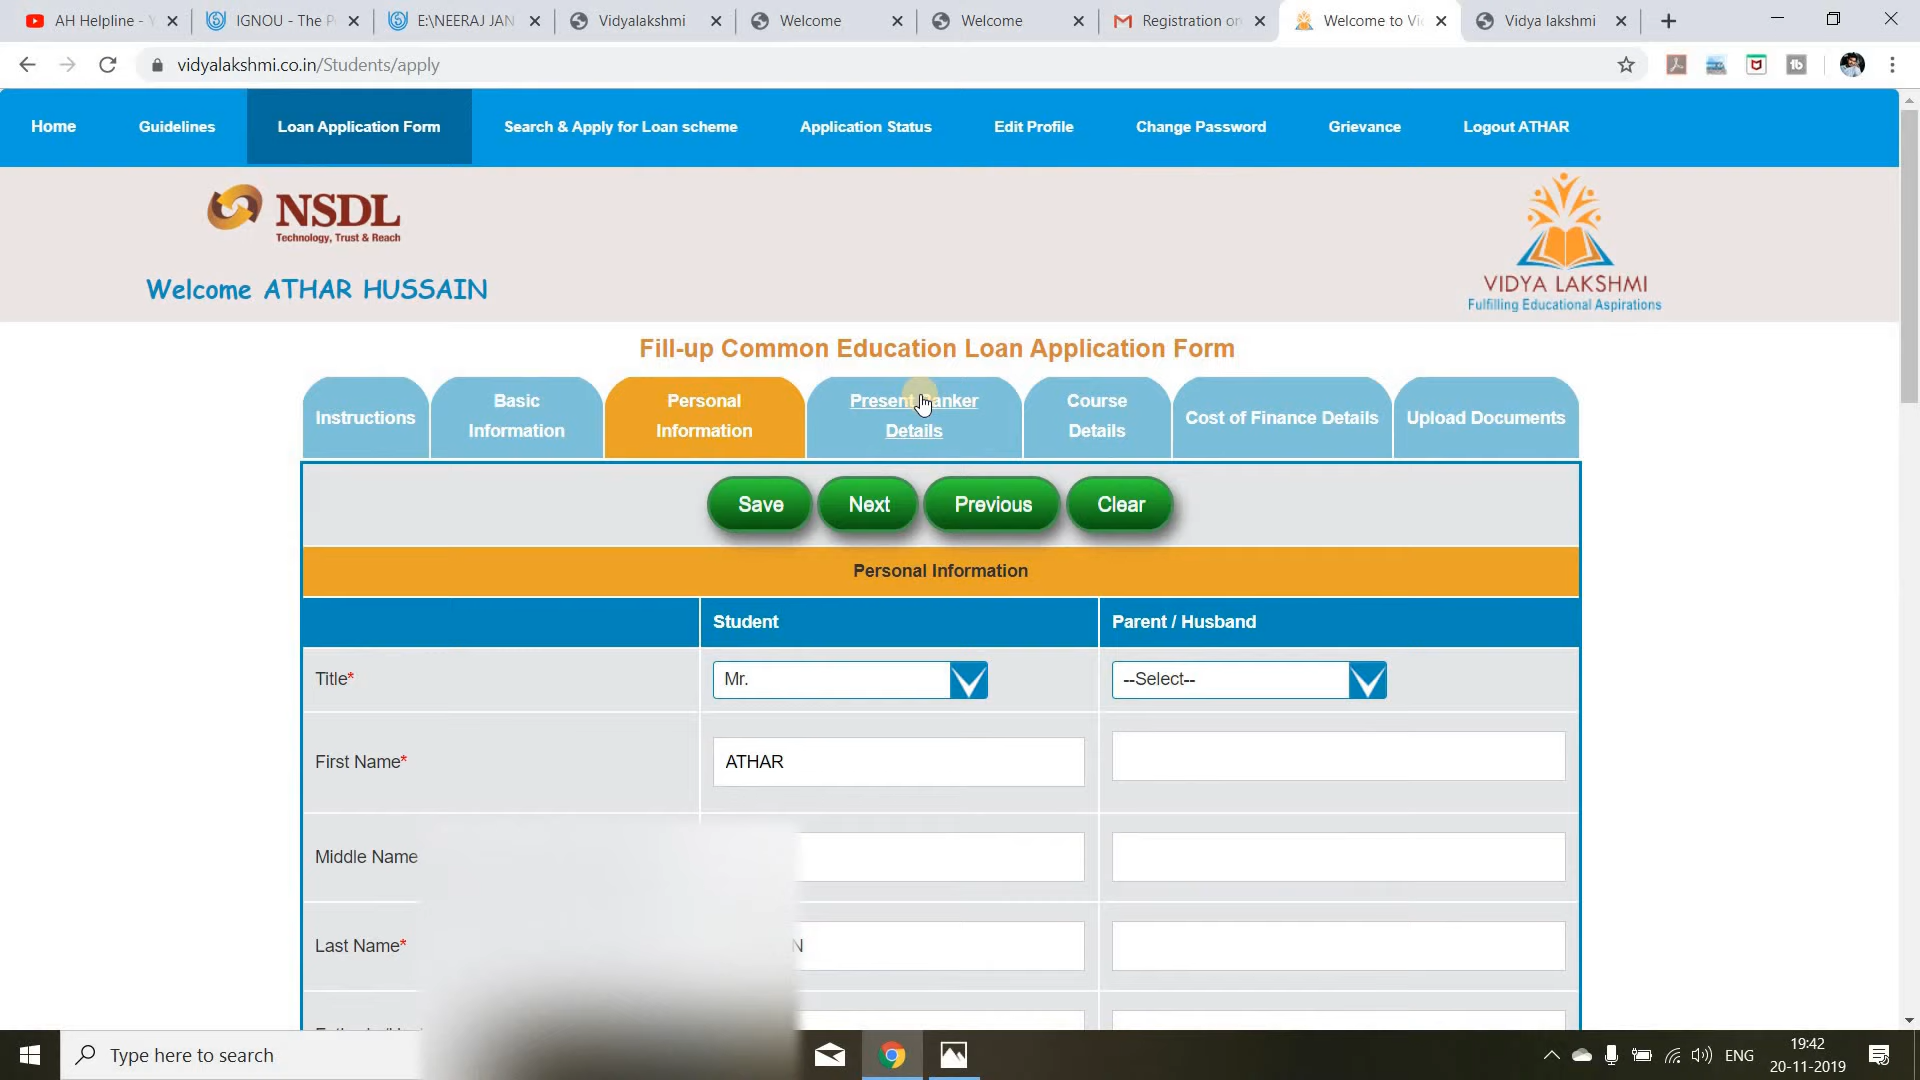 AH Helpline - Y
IGNOU - The P
E:\NEERAJ JAN
Vidyalakshmi
Welcome
Welcome
Registration on
Welcome to Vid
Vidya lakshmi
vidyalakshmi.co.in/Students/apply
Home
Guidelines
Loan Application Form
Search & Apply for Loan scheme
Application Status
Edit Profile
Change Password
Grievance
Logout ATHAR
NSDL
Technology, Trust & Reach
Welcome ATHAR HUSSAIN
VIDYA LAKSHMI
Fulfilling Educational Aspirations
Fill-up Common Education Loan Application Form
Instructions
Basic
Information
Personal
Information
Present Banker
Details
Course
Details
Cost of Finance Details
Upload Documents
Save
Next
Previous
Clear
Personal Information
Student
Parent / Husband
Title*
Mr.
--Select--
First Name*
ATHAR
Middle Name
Last Name*
N
Type here to search
ENG
19:42
20-11-2019